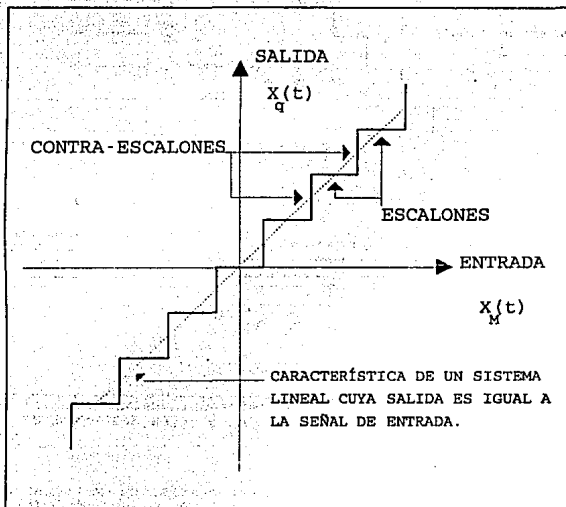 SALIDA
X_q(t)
CONTRA-ESCALONES
ESCALONES
ENTRADA
X_M(t)
CARACTERÍSTICA DE UN SISTEMA
LINEAL CUYA SALIDA ES IGUAL A
LA SEÑAL DE ENTRADA.